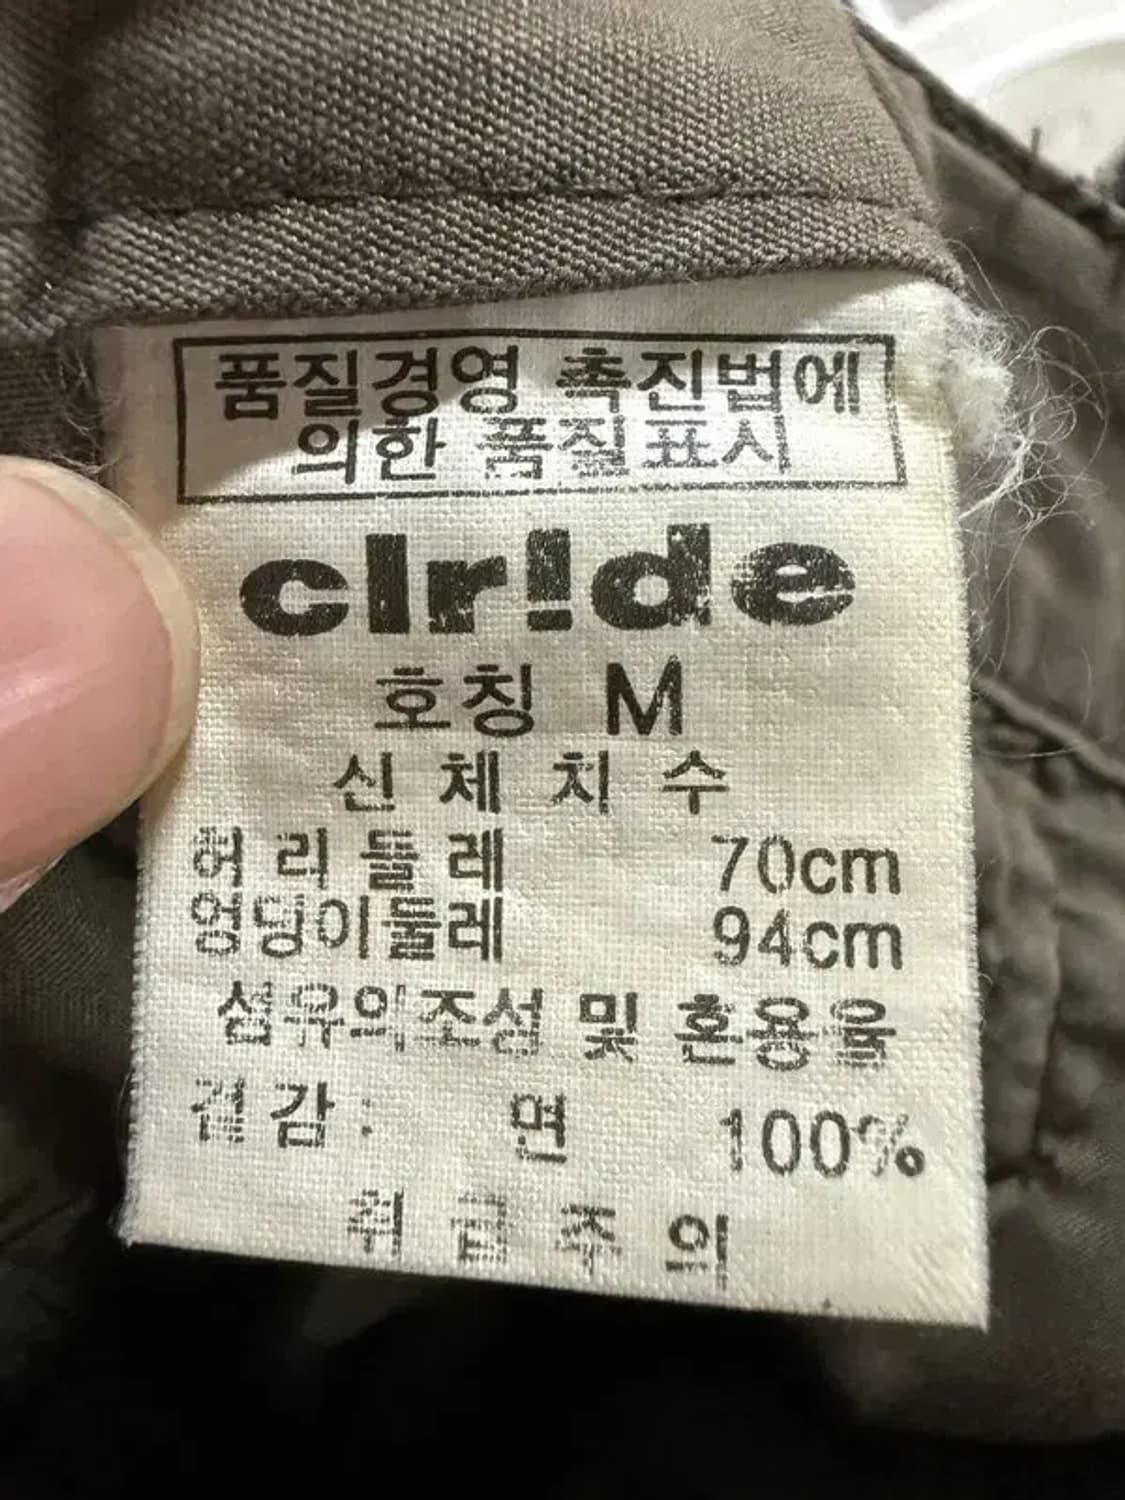 품질경영 촉진법에
의한 품질표시
clr!de
호칭 M
신체치수
허리둘레 70cm
엉덩이둘레 94cm
섬유의조성 및 혼용율
겉감: 면 100%
취급주의